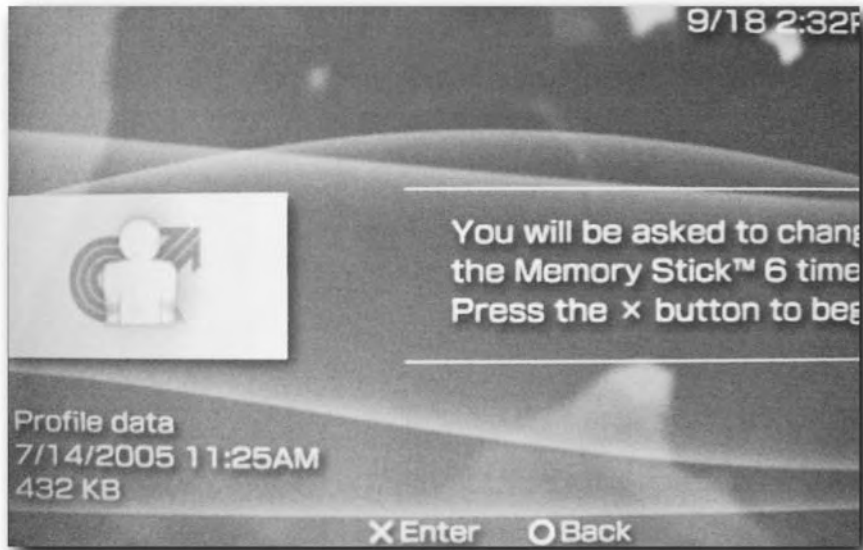 9/18 2:32P
You will be asked to chang
the Memory Stick™ 6 time
Press the × button to beg
Profile data
7/14/2005 11:25AM
432 KB
×Enter OBack